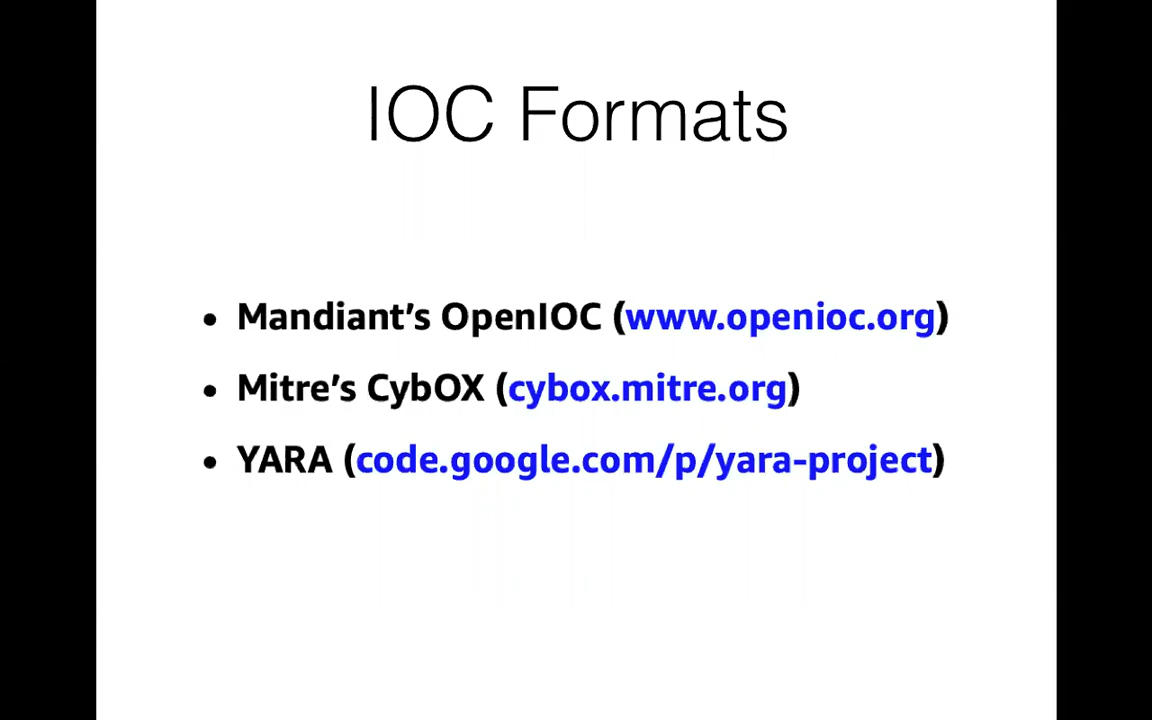 IOC Formats
• Mandiant's OpenIOC (www.openioc.org)
• Mitre's CybOX (cybox.mitre.org)
• YARA (code.google.com/p/yara-project)